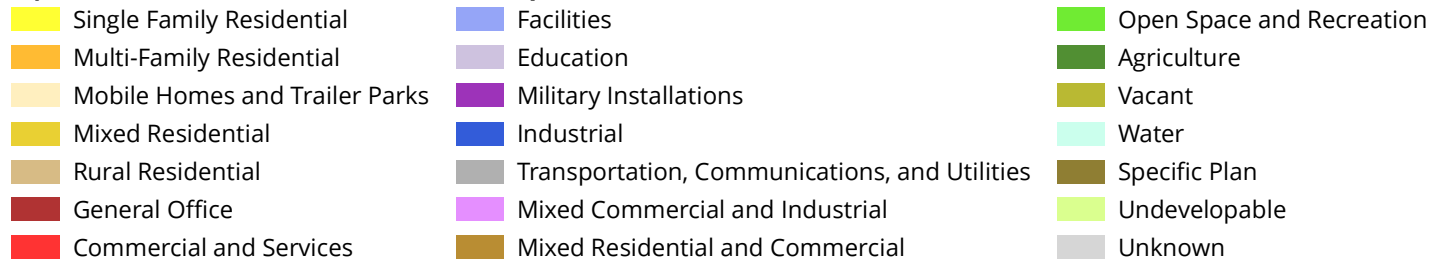 Single Family Residential
Multi-Family Residential
Mobile Homes and Trailer Parks
Mixed Residential
Rural Residential
General Office
Commercial and Services
Facilities
Education
Military Installations
Industrial
Transportation, Communications, and Utilities
Mixed Commercial and Industrial
Mixed Residential and Commercial
Open Space and Recreation
Agriculture
Vacant
Water
Specific Plan
Undevelopable
Unknown